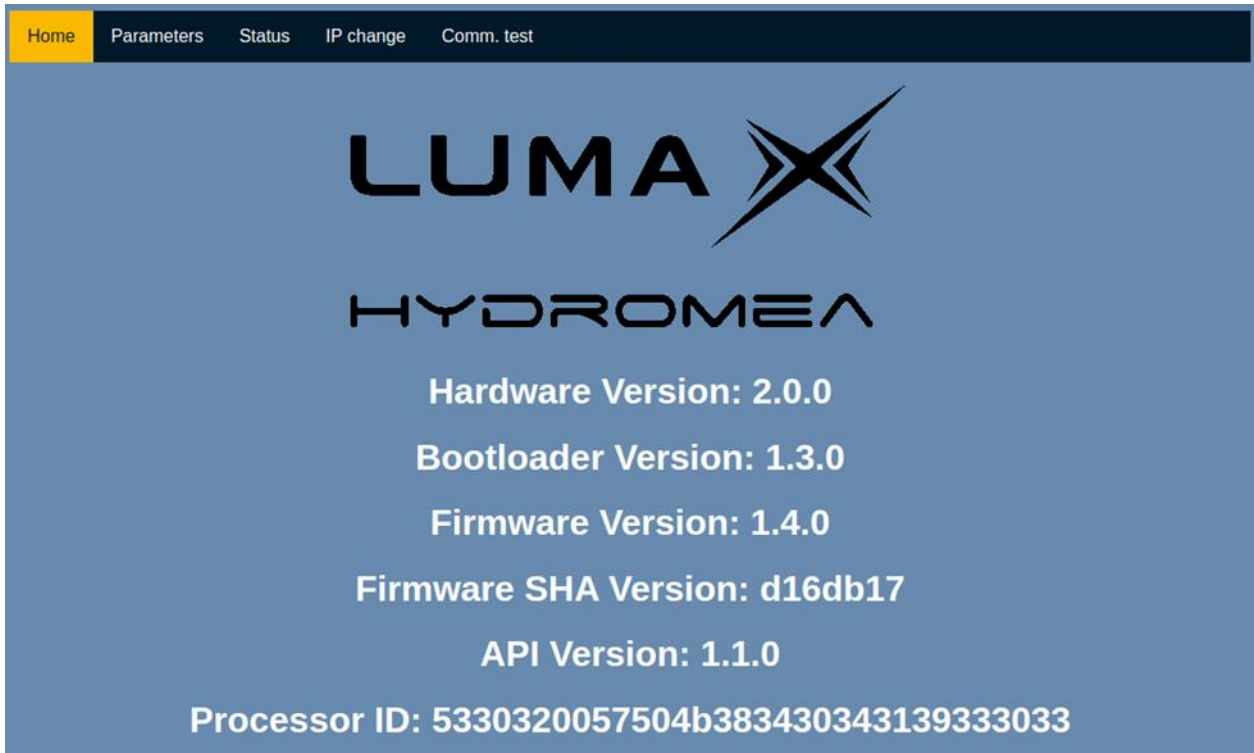 Home Parameters Status IP change Comm. test
LUMA X
HYDROMEA
Hardware Version: 2.0.0
Bootloader Version: 1.3.0
Firmware Version: 1.4.0
Firmware SHA Version: d16db17
API Version: 1.1.0
Processor ID: 5330320057504b383430343139333033